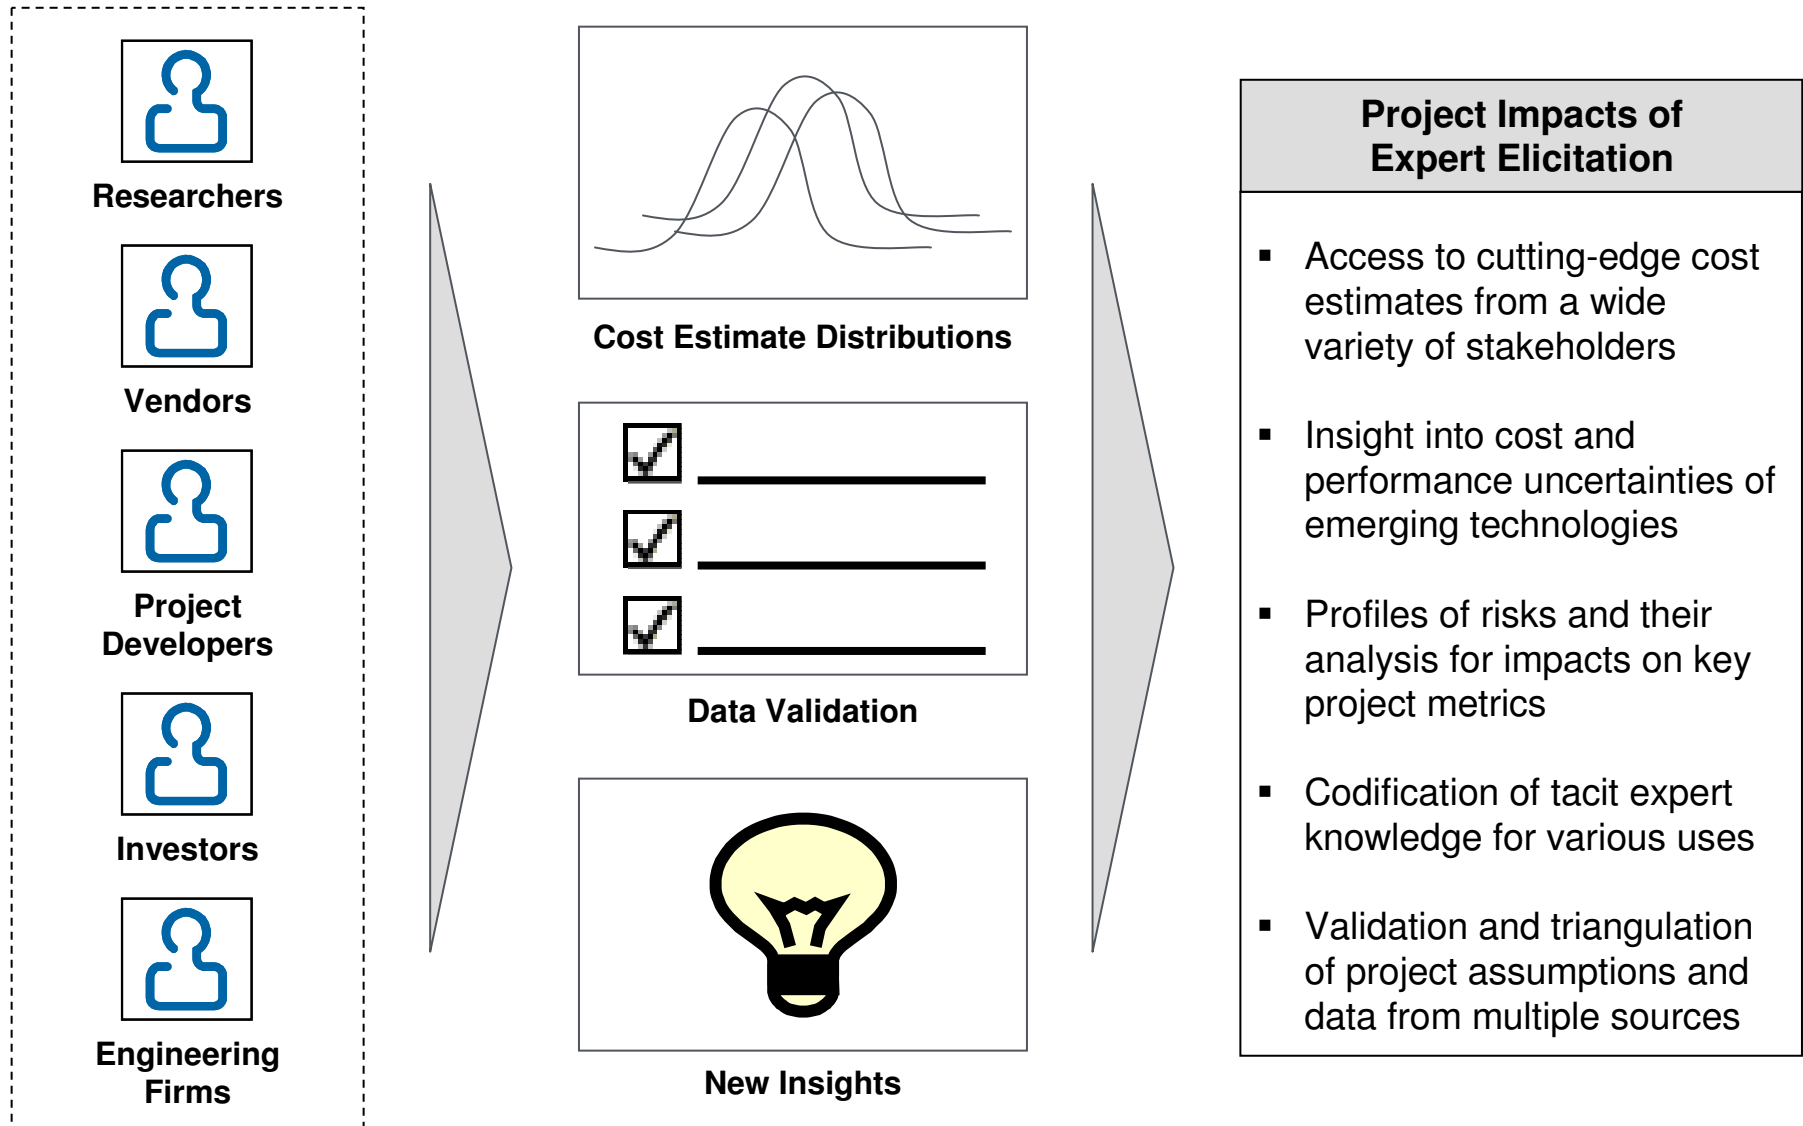 Researchers
Vendors
Project
Developers
Investors
Engineering
Firms
Cost Estimate Distributions
Data Validation
New Insights
Project Impacts of
Expert Elicitation
▪ Access to cutting-edge cost
estimates from a wide
variety of stakeholders
▪ Insight into cost and
performance uncertainties of
emerging technologies
▪ Profiles of risks and their
analysis for impacts on key
project metrics
▪ Codification of tacit expert
knowledge for various uses
▪ Validation and triangulation
of project assumptions and
data from multiple sources